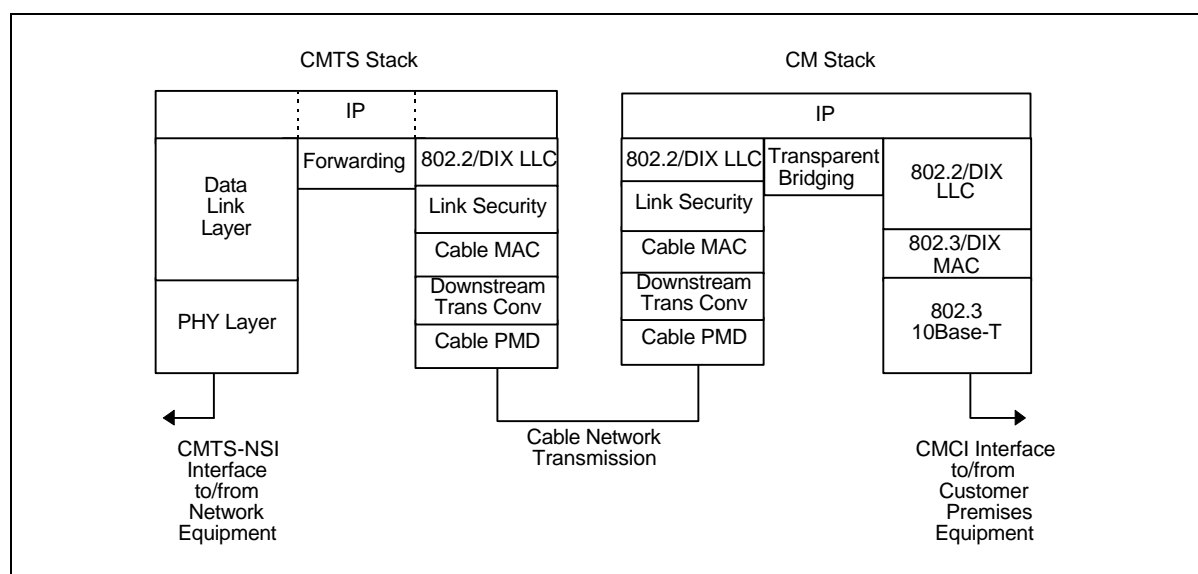 CMTS Stack
CM Stack
IP
IP
Data
Link
Layer
Forwarding
802.2/DIX LLC
Link Security
Cable MAC
Downstream
Trans Conv
Cable PMD
PHY Layer
802.2/DIX LLC
Link Security
Cable MAC
Downstream
Trans Conv
Cable PMD
Transparent
Bridging
802.2/DIX
LLC
802.3/DIX
MAC
802.3
10Base-T
CMTS-NSI
Interface
to/from
Network
Equipment
Cable Network
Transmission
CMCI Interface
to/from
Customer
Premises
Equipment